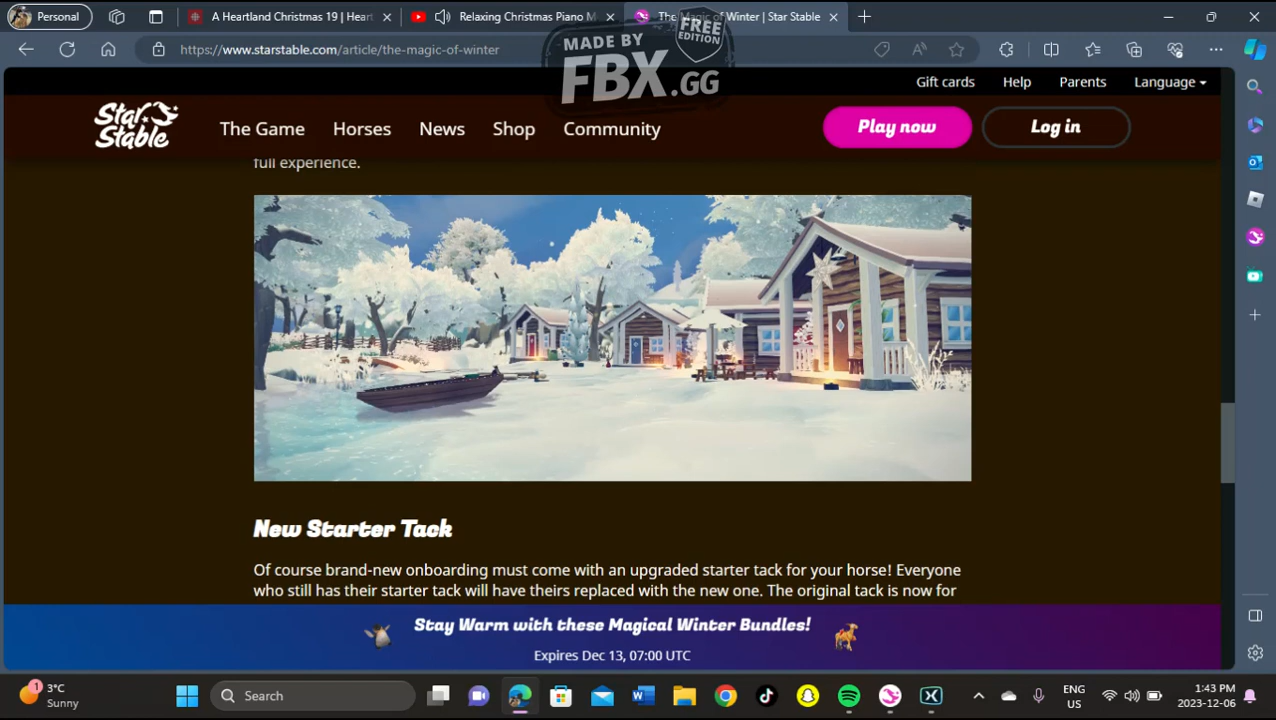 Personal
A Heartland Christmas 19 | Heart
Relaxing Christmas Piano M
The Magic of Winter | Star Stable
https://www.starstable.com/article/the-magic-of-winter
MADE BY
FBX.GG
FREE
EDITION
Gift cards
Help
Parents
Language
Star
Stable
The Game
Horses
News
Shop
Community
Play now
Log in
full experience.
New Starter Tack
Of course brand-new onboarding must come with an upgraded starter tack for your horse! Everyone
who still has their starter tack will have theirs replaced with the new one. The original tack is now for
Stay Warm with these Magical Winter Bundles!
Expires Dec 13, 07:00 UTC
1
3°C
Sunny
Search
ENG
US
1:43 PM
2023-12-06